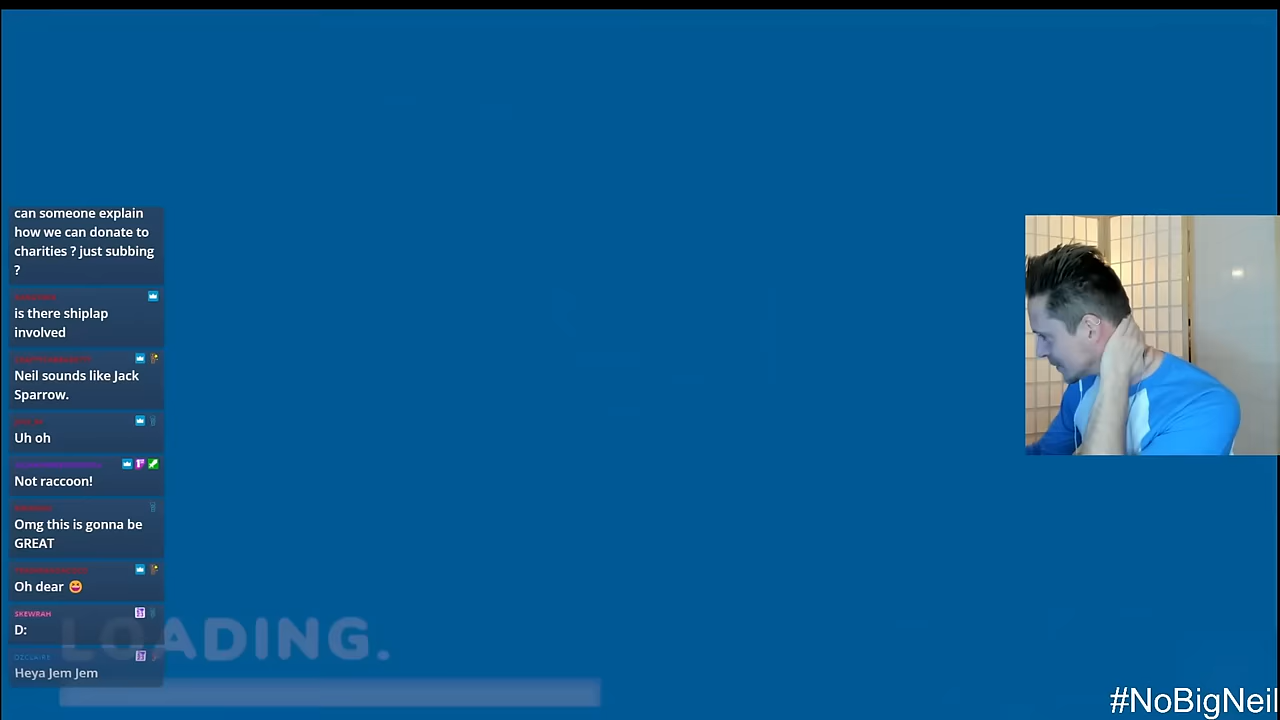 can someone explain
how we can donate to
charities ? just subbing
?
is there shiplap
involved
Neil sounds like Jack
Sparrow.
Uh oh
Not raccoon!
Omg this is gonna be
GREAT
Oh dear 😄
SKEWRAH
D:
OZCLAIRE
Heya Jem Jem
LOADING.
#NoBigNeil